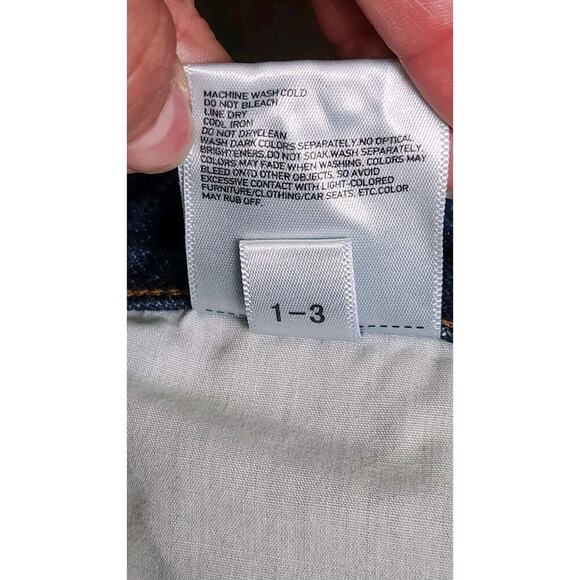 MACHINE WASH COLD
DO NOT BLEACH
LINE DRY
COOL IRON
DO NOT DRYCLEAN
WASH DARK COLORS SEPARATELY.NO OPTICAL
BRIGHTENERS.DO NOT SOAK.WASH SEPARATELY.
COLORS MAY FADE WHEN WASHING. COLORS MAY
BLEED ONTO OTHER OBJECTS. SO AVOID
EXCESSIVE CONTACT WITH LIGHT-COLORED
FURNITURE/CLOTHING/CAR SEATS, ETC.COLOR
MAY RUB OFF.
1-3